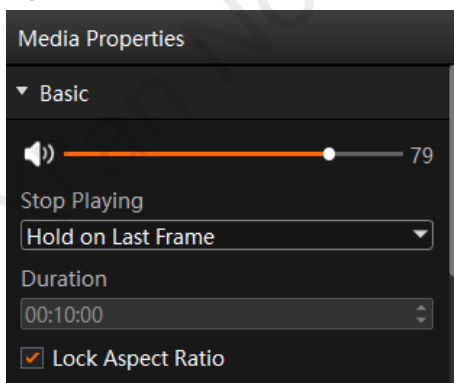 Media Properties
Basic
79
Stop Playing
Hold on Last Frame
Duration
00:10:00
Lock Aspect Ratio